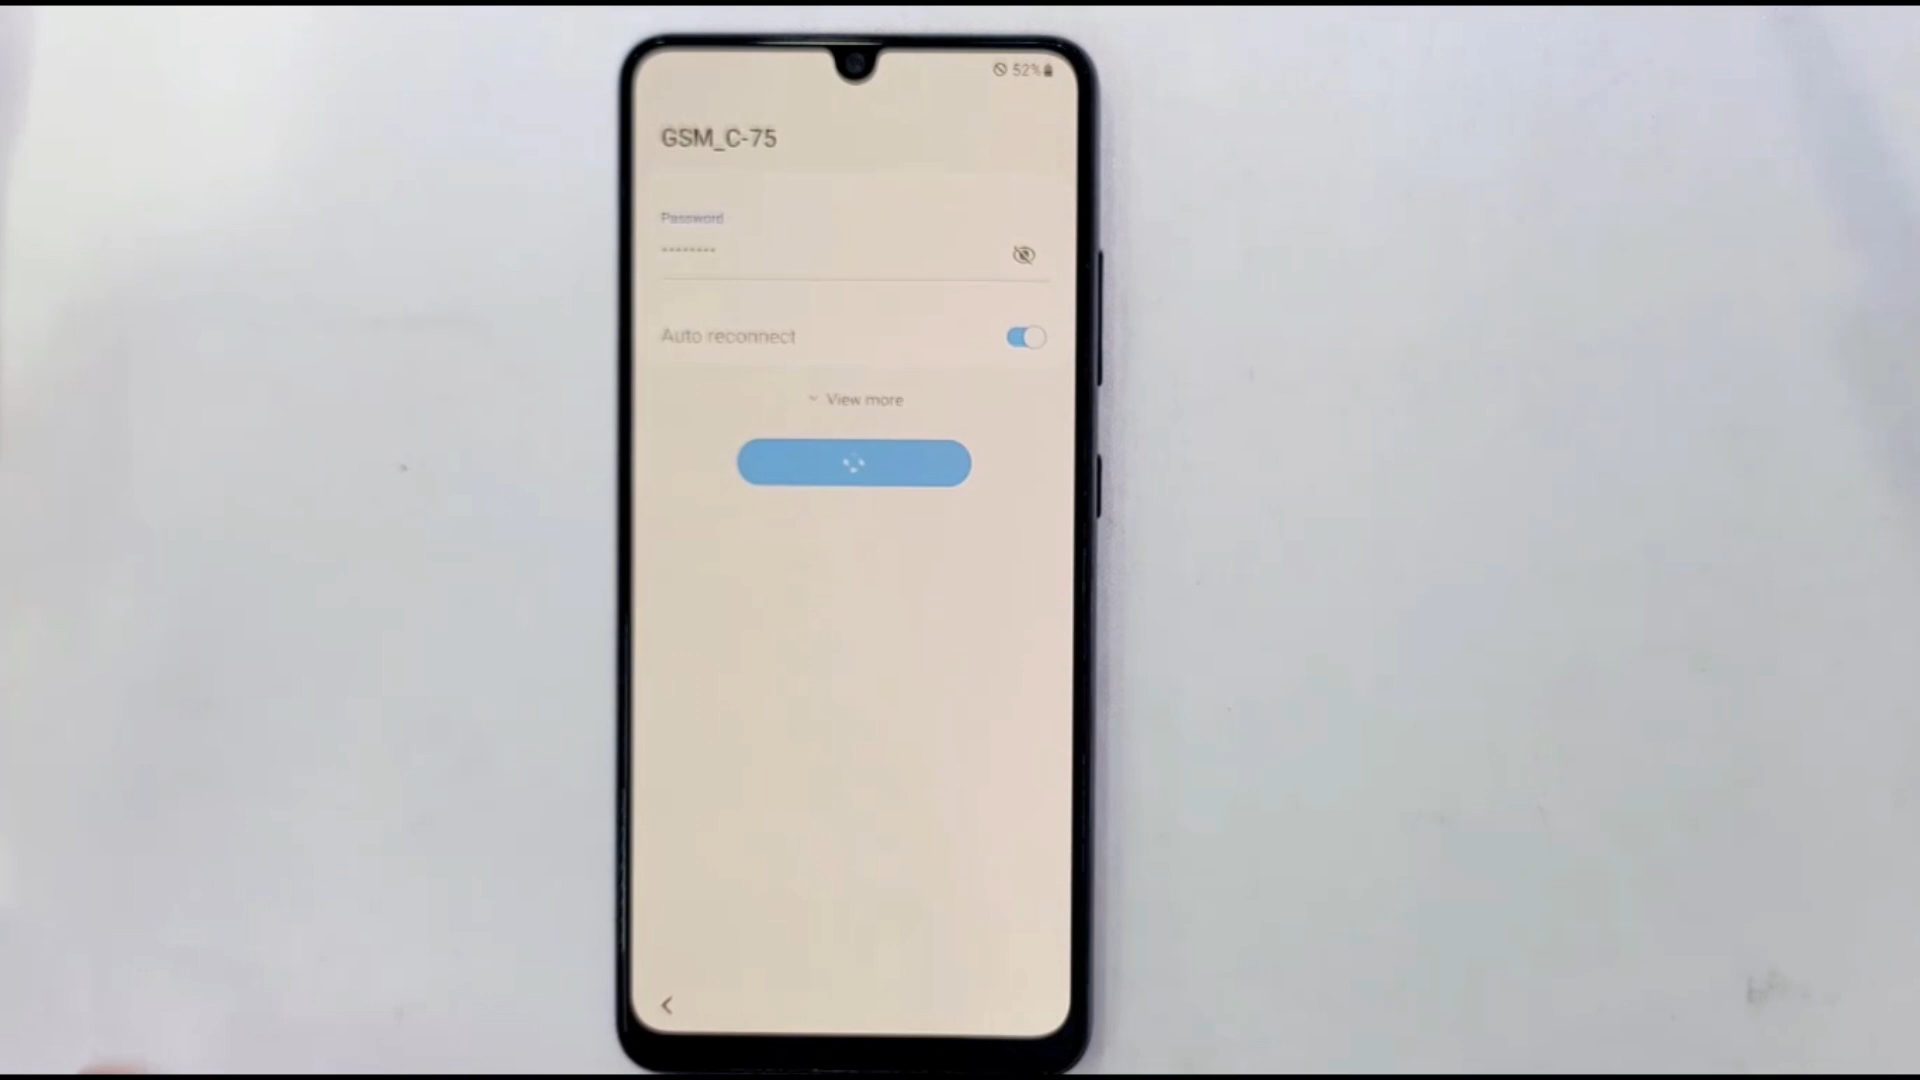 52%
GSM_C-75
Password
••••••••
Auto reconnect
View more